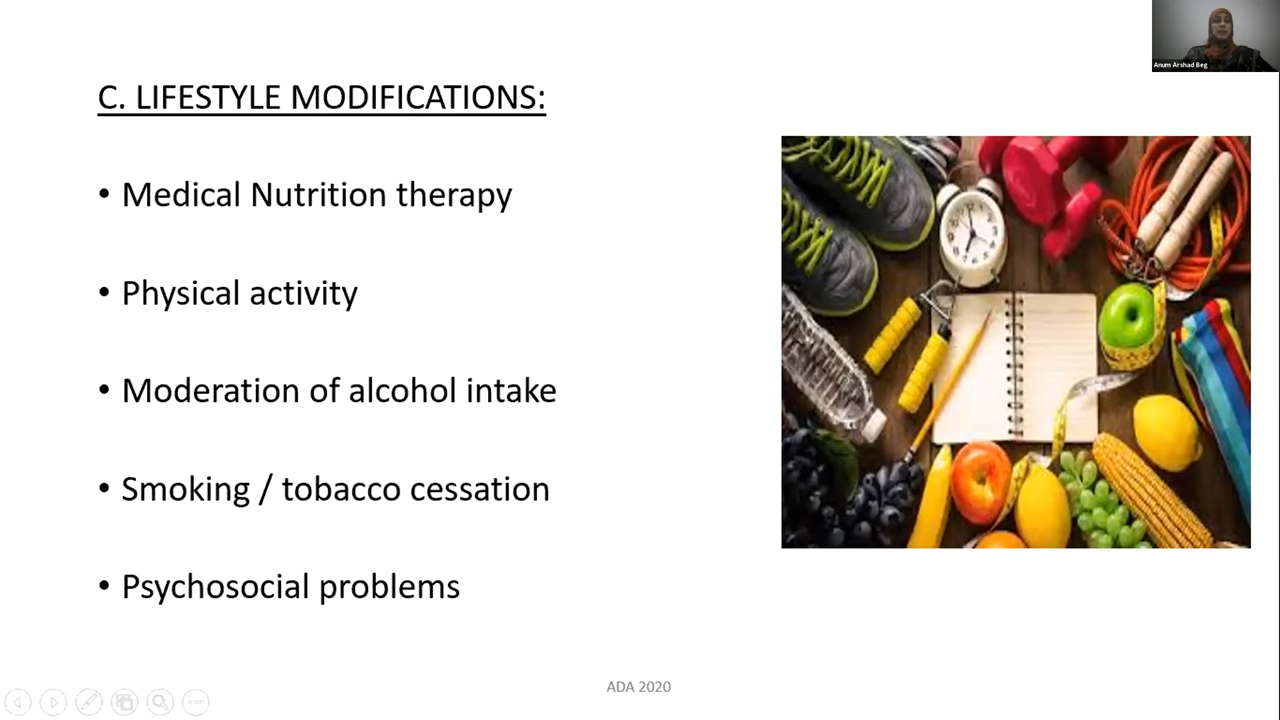 Anum Arshad Beg
C. LIFESTYLE MODIFICATIONS:
• Medical Nutrition therapy
• Physical activity
• Moderation of alcohol intake
• Smoking / tobacco cessation
• Psychosocial problems
ADA 2020